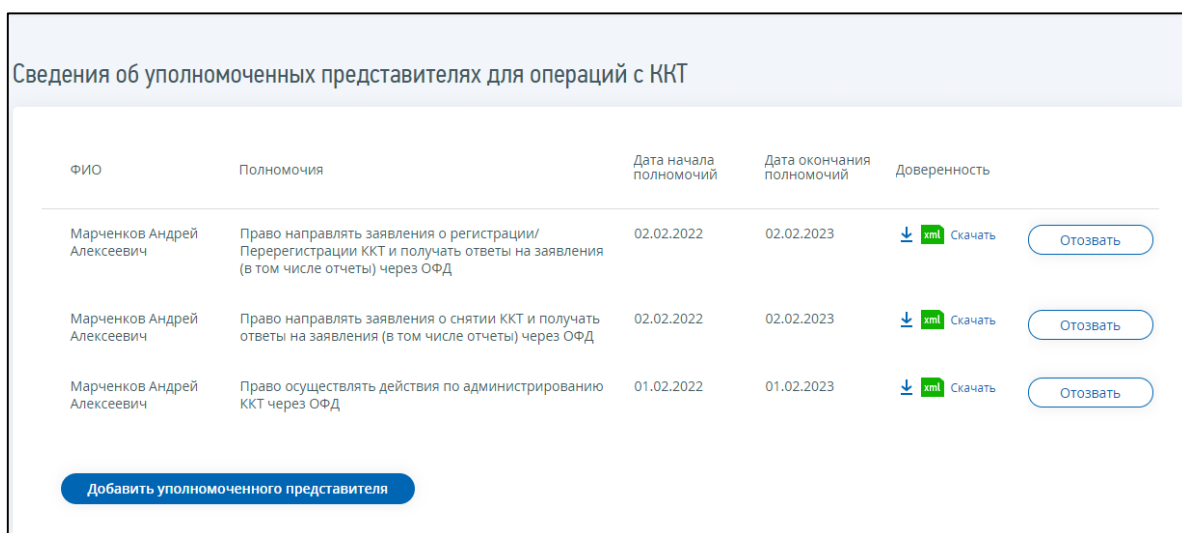 Сведения об уполномоченных представителях для операций с ККТ
ФИО
Полномочия
Дата начала
полномочий
Дата окончания
полномочий
Доверенность
Марченков Андрей
Алексеевич
Право направлять заявления о регистрации/
Перерегистрации ККТ и получать ответы на заявления
(в том числе отчеты) через ОФД
02.02.2022
02.02.2023
xml Скачать
Отозвать
Марченков Андрей
Алексеевич
Право направлять заявления о снятии ККТ и получать
ответы на заявления (в том числе отчеты) через ОФД
02.02.2022
02.02.2023
xml Скачать
Отозвать
Марченков Андрей
Алексеевич
Право осуществлять действия по администрированию
ККТ через ОФД
01.02.2022
01.02.2023
xml Скачать
Отозвать
Добавить уполномоченного представителя